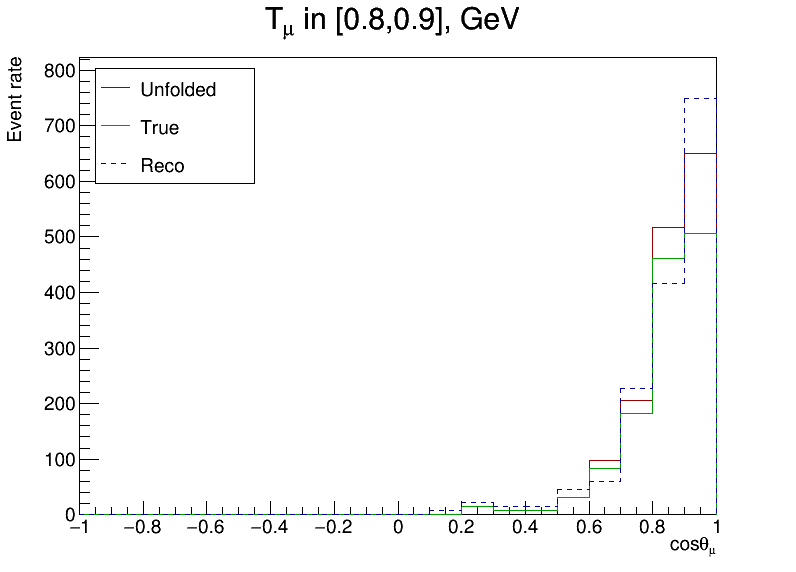 Tμ in [0.8,0.9], GeV
Event rate
Unfolded
True
Reco
800
700
600
500
400
300
200
100
0
−1 −0.8 −0.6 −0.4 −0.2 0 0.2 0.4 0.6 0.8 1
cosθμ